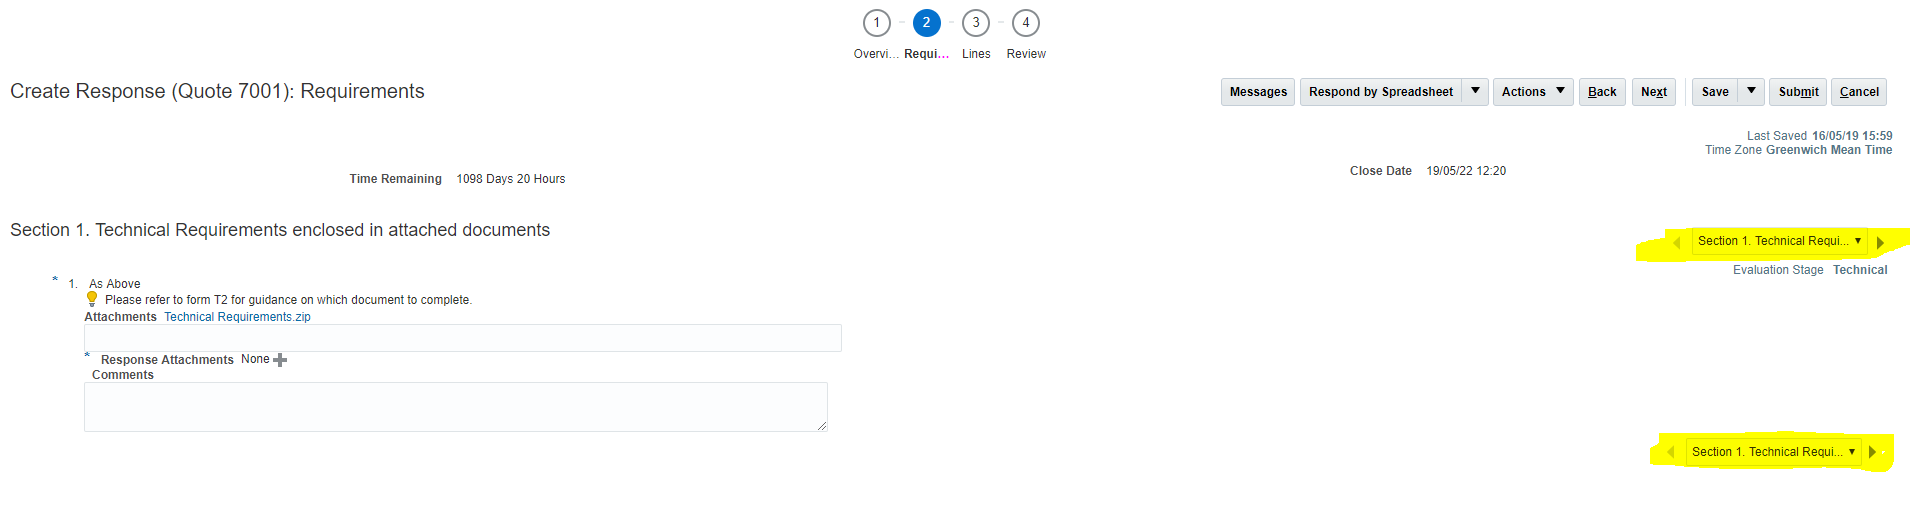 1 2 3 4
Overvi... Requi... Lines Review
Create Response (Quote 7001): Requirements
Messages Respond by Spreadsheet Actions Back Next Save Submit Cancel
Last Saved 16/05/19 15:59
Time Zone Greenwich Mean Time
Time Remaining 1098 Days 20 Hours
Close Date 19/05/22 12:20
Section 1. Technical Requirements enclosed in attached documents
Section 1. Technical Requi...
Evaluation Stage Technical
* 1. As Above
Please refer to form T2 for guidance on which document to complete.
Attachments Technical Requirements.zip
* Response Attachments None
Comments
Section 1. Technical Requi...